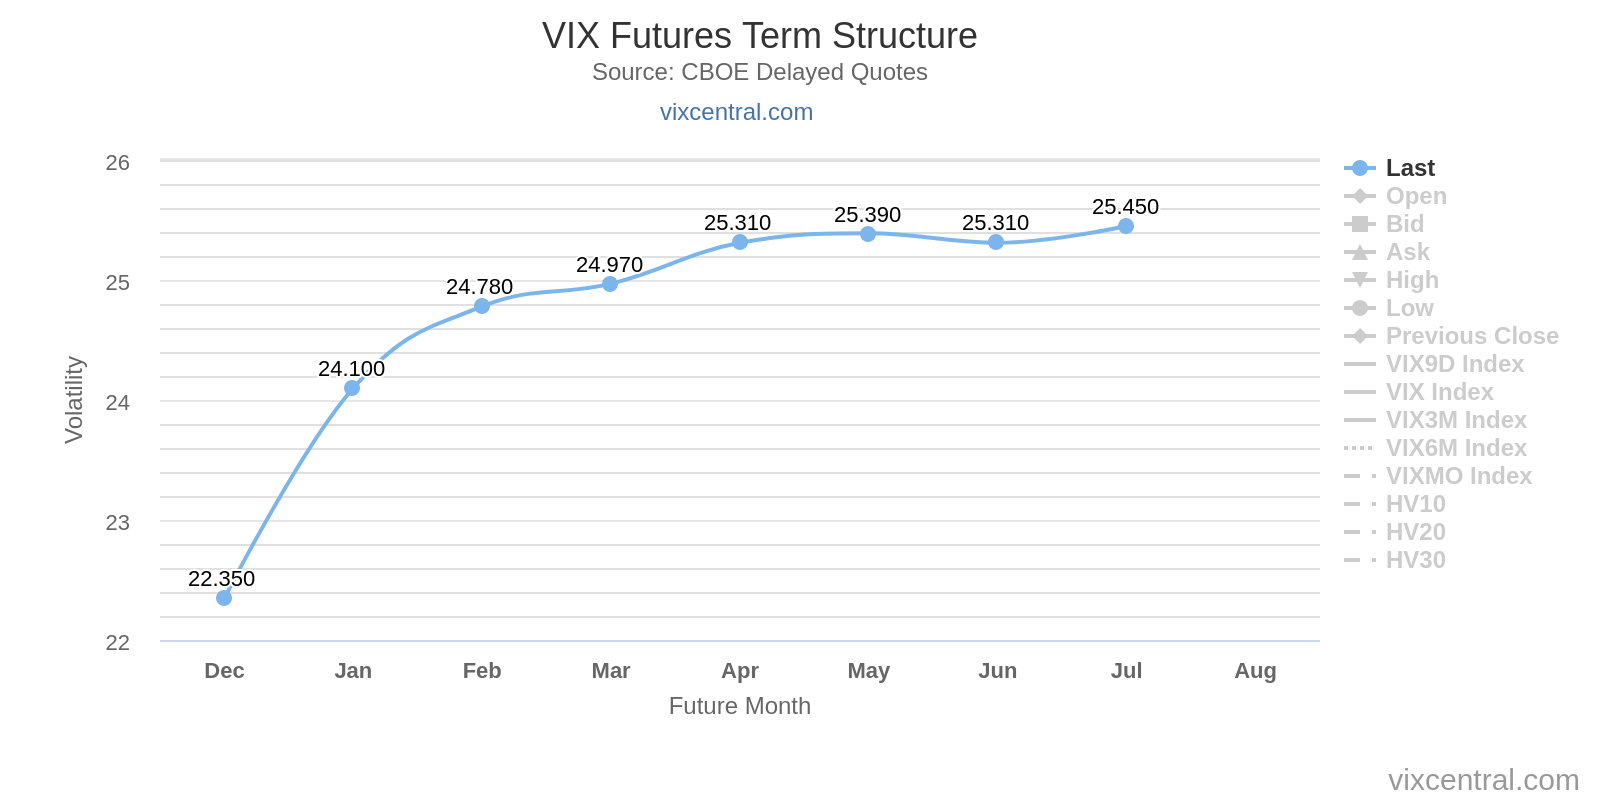 VIX Futures Term Structure
Source: CBOE Delayed Quotes
vixcentral.com
26
25
24
23
22
Volatility
22.350
24.100
24.780
24.970
25.310
25.390
25.310
25.450
Dec Jan Feb Mar Apr May Jun Jul Aug
Future Month
Last
Open
Bid
Ask
High
Low
Previous Close
VIX9D Index
VIX Index
VIX3M Index
VIX6M Index
VIXMO Index
HV10
HV20
HV30
vixcentral.com